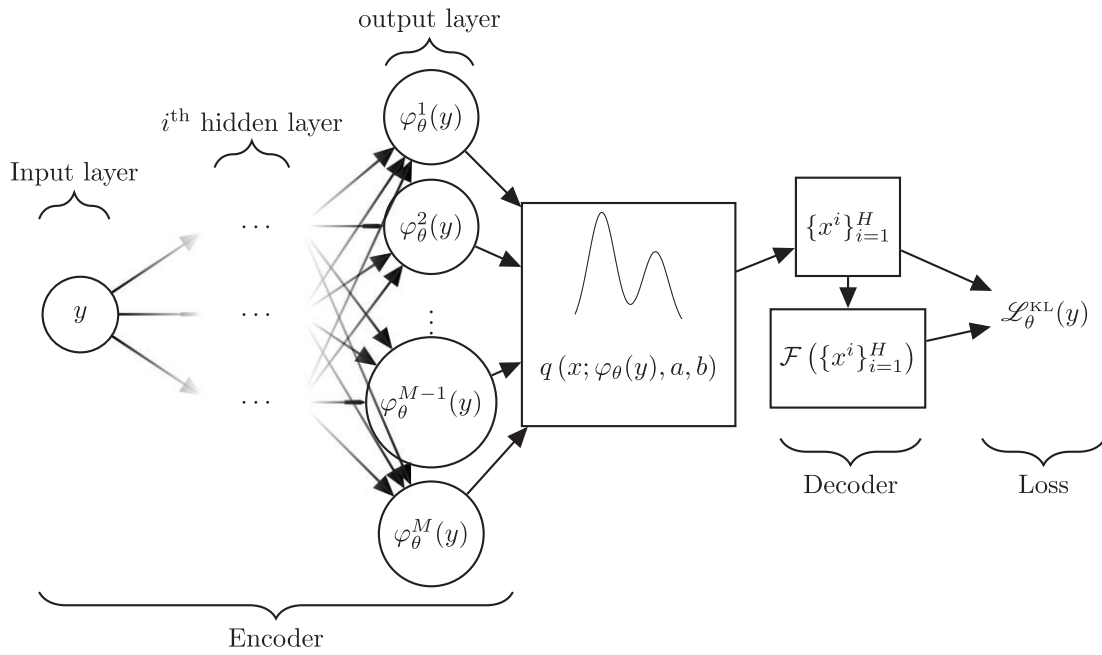 output layer
φ_θ^1(y)
i^th hidden layer
Input layer
φ_θ^2(y)
...
{x^i}_{i=1}^H
y
...
⋮
ℒ_θ^KL(y)
q(x; φ_θ(y), a, b)
F({x^i}_{i=1}^H)
...
φ_θ^{M−1}(y)
Decoder
Loss
φ_θ^M(y)
Encoder